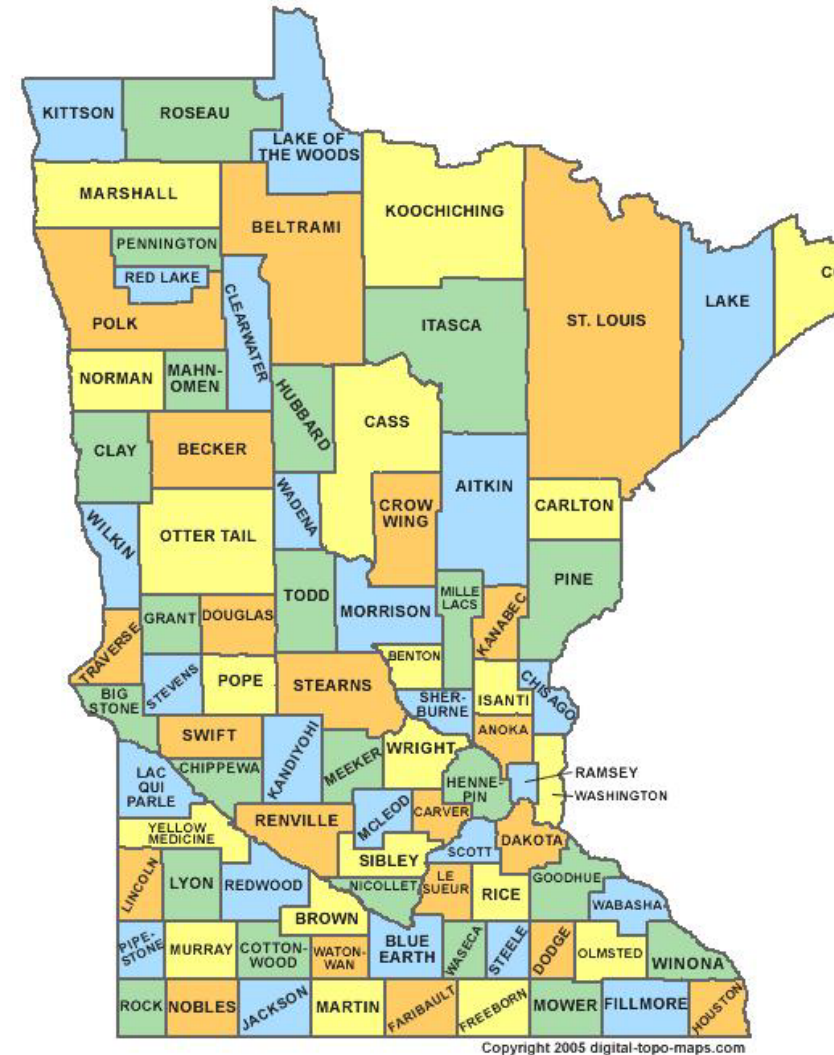 KITTSON
ROSEAU
LAKE OF
THE WOODS
MARSHALL
KOOCHICHING
BELTRAMI
PENNINGTON
RED LAKE
CLEARWATER
POLK
ITASCA
ST. LOUIS
LAKE
C
NORMAN
MAHN-
OMEN
HUBBARD
CASS
CLAY
BECKER
AITKIN
WADENA
CROW
WING
CARLTON
WILKIN
OTTER TAIL
PINE
TODD
MORRISON
MILLE
LACS
KANABEC
GRANT
DOUGLAS
TRAVERSE
BENTON
STEVENS
POPE
STEARNS
ISANTI
CHISAGO
BIG
STONE
SHER-
BURNE
SWIFT
KANDIYOHI
ANOKA
WRIGHT
MEEKER
CHIPPEWA
LAC
QUI
PARLE
HENNE-
PIN
RAMSEY
WASHINGTON
MCLEOD
CARVER
RENVILLE
YELLOW
MEDICINE
DAKOTA
SCOTT
SIBLEY
LINCOLN
LYON
REDWOOD
NICOLLET
LE
SUEUR
RICE
GOODHUE
WABASHA
BROWN
PIPE-
STONE
MURRAY
COTTON-
WOOD
WATON-
WAN
BLUE
EARTH
WASECA
STEELE
DODGE
OLMSTED
WINONA
ROCK
NOBLES
JACKSON
MARTIN
FARIBAULT
FREEBORN
MOWER
FILLMORE
HOUSTON
Copyright 2005 digital-topo-maps.com